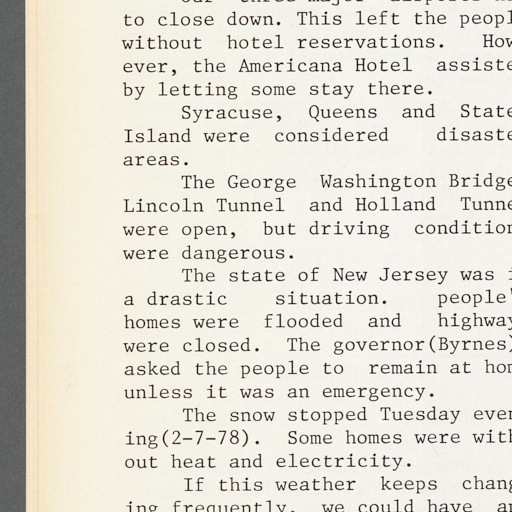 to close down. This left the peopl
without hotel reservations. How
ever, the Americana Hotel assiste
by letting some stay there.
Syracuse, Queens and State
Island were considered disaste
areas.
The George Washington Bridge
Lincoln Tunnel and Holland Tunne
were open, but driving condition
were dangerous.
The state of New Jersey was i
a drastic situation. people'
homes were flooded and highway
were closed. The governor(Byrnes)
asked the people to remain at hom
unless it was an emergency.
The snow stopped Tuesday even
ing(2-7-78). Some homes were with
out heat and electricity.
If this weather keeps chang
ing frequently, we could have an